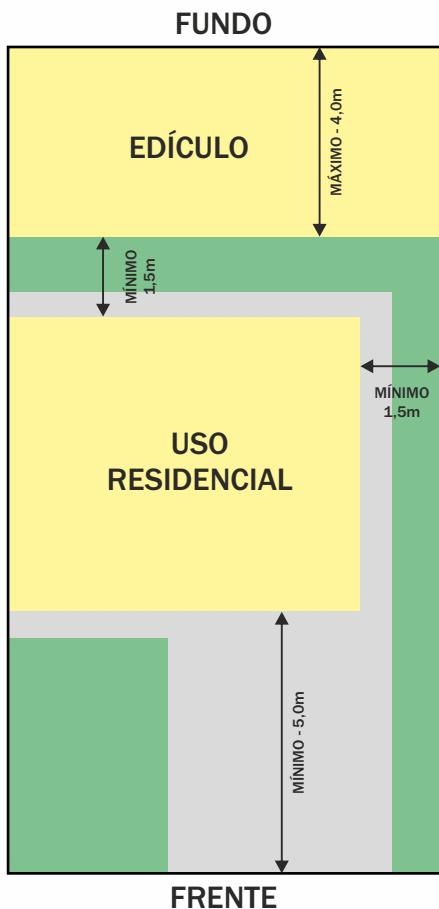 FUNDO
EDÍCULO
MÁXIMO - 4,0m
MÍNIMO
1,5m
MÍNIMO
1,5m
USO
RESIDENCIAL
MÍNIMO - 5,0m
FRENTE